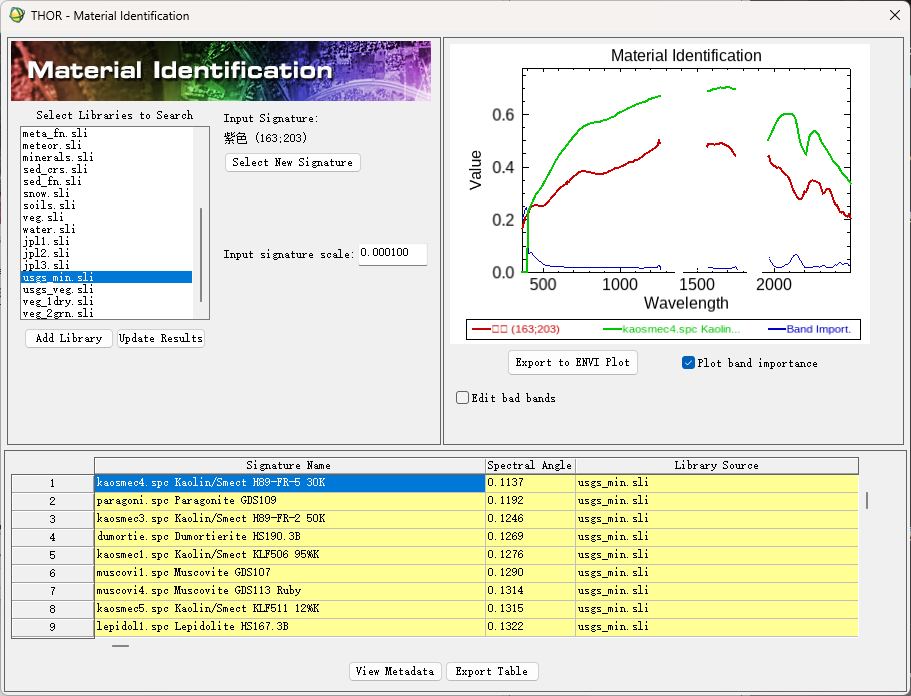 THOR - Material Identification
Material Identification
Select Libraries to Search
meta_fn.sli
meteor.sli
minerals.sli
sed_crs.sli
sed_fn.sli
snow.sli
soils.sli
veg.sli
water.sli
jpl1.sli
jpl2.sli
jpl3.sli
usgs_min.sli
usgs_veg.sli
veg_1dry.sli
veg_2grn.sli
Add Library Update Results
Input Signature:
紫色 (163;203)
Select New Signature
Input signature scale: 0.000100
Material Identification
Value
0.6
0.4
0.2
0.0
500 1000 1500 2000
Wavelength
□□ (163;203) kaosmec4.spc Kaolin... Band Import.
Export to ENVI Plot Plot band importance
Edit bad bands
Signature Name Spectral Angle Library Source
1 kaosmec4.spc Kaolin/Smect H89-FR-5 30K 0.1137 usgs_min.sli
2 paragoni.spc Paragonite GDS109 0.1192 usgs_min.sli
3 kaosmec3.spc Kaolin/Smect H89-FR-2 50K 0.1246 usgs_min.sli
4 dumortie.spc Dumortierite HS190.3B 0.1269 usgs_min.sli
5 kaosmec1.spc Kaolin/Smect KLF506 95%K 0.1276 usgs_min.sli
6 muscovi1.spc Muscovite GDS107 0.1290 usgs_min.sli
7 muscovi4.spc Muscovite GDS113 Ruby 0.1314 usgs_min.sli
8 kaosmec5.spc Kaolin/Smect KLF511 12%K 0.1315 usgs_min.sli
9 lepidol1.spc Lepidolite HS167.3B 0.1322 usgs_min.sli
View Metadata Export Table